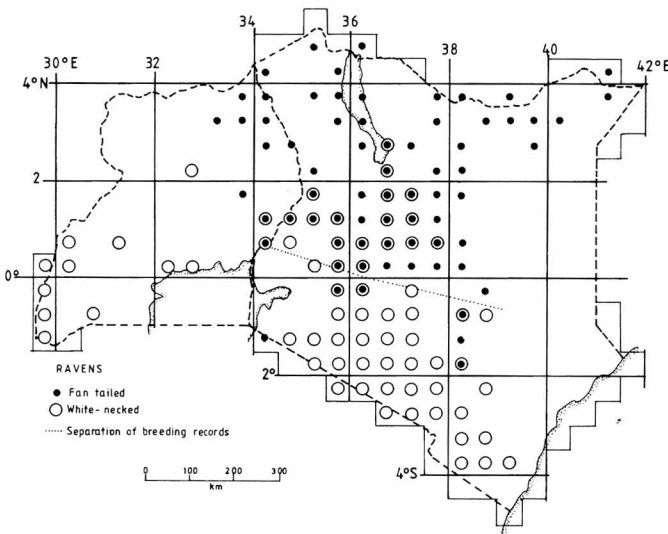 34 36 38 40 42°E
30°E 32
4°N
2
0°
2°
4°S
RAVENS
Fan tailed
White-necked
Separation of breeding records
0 100 200 300
km